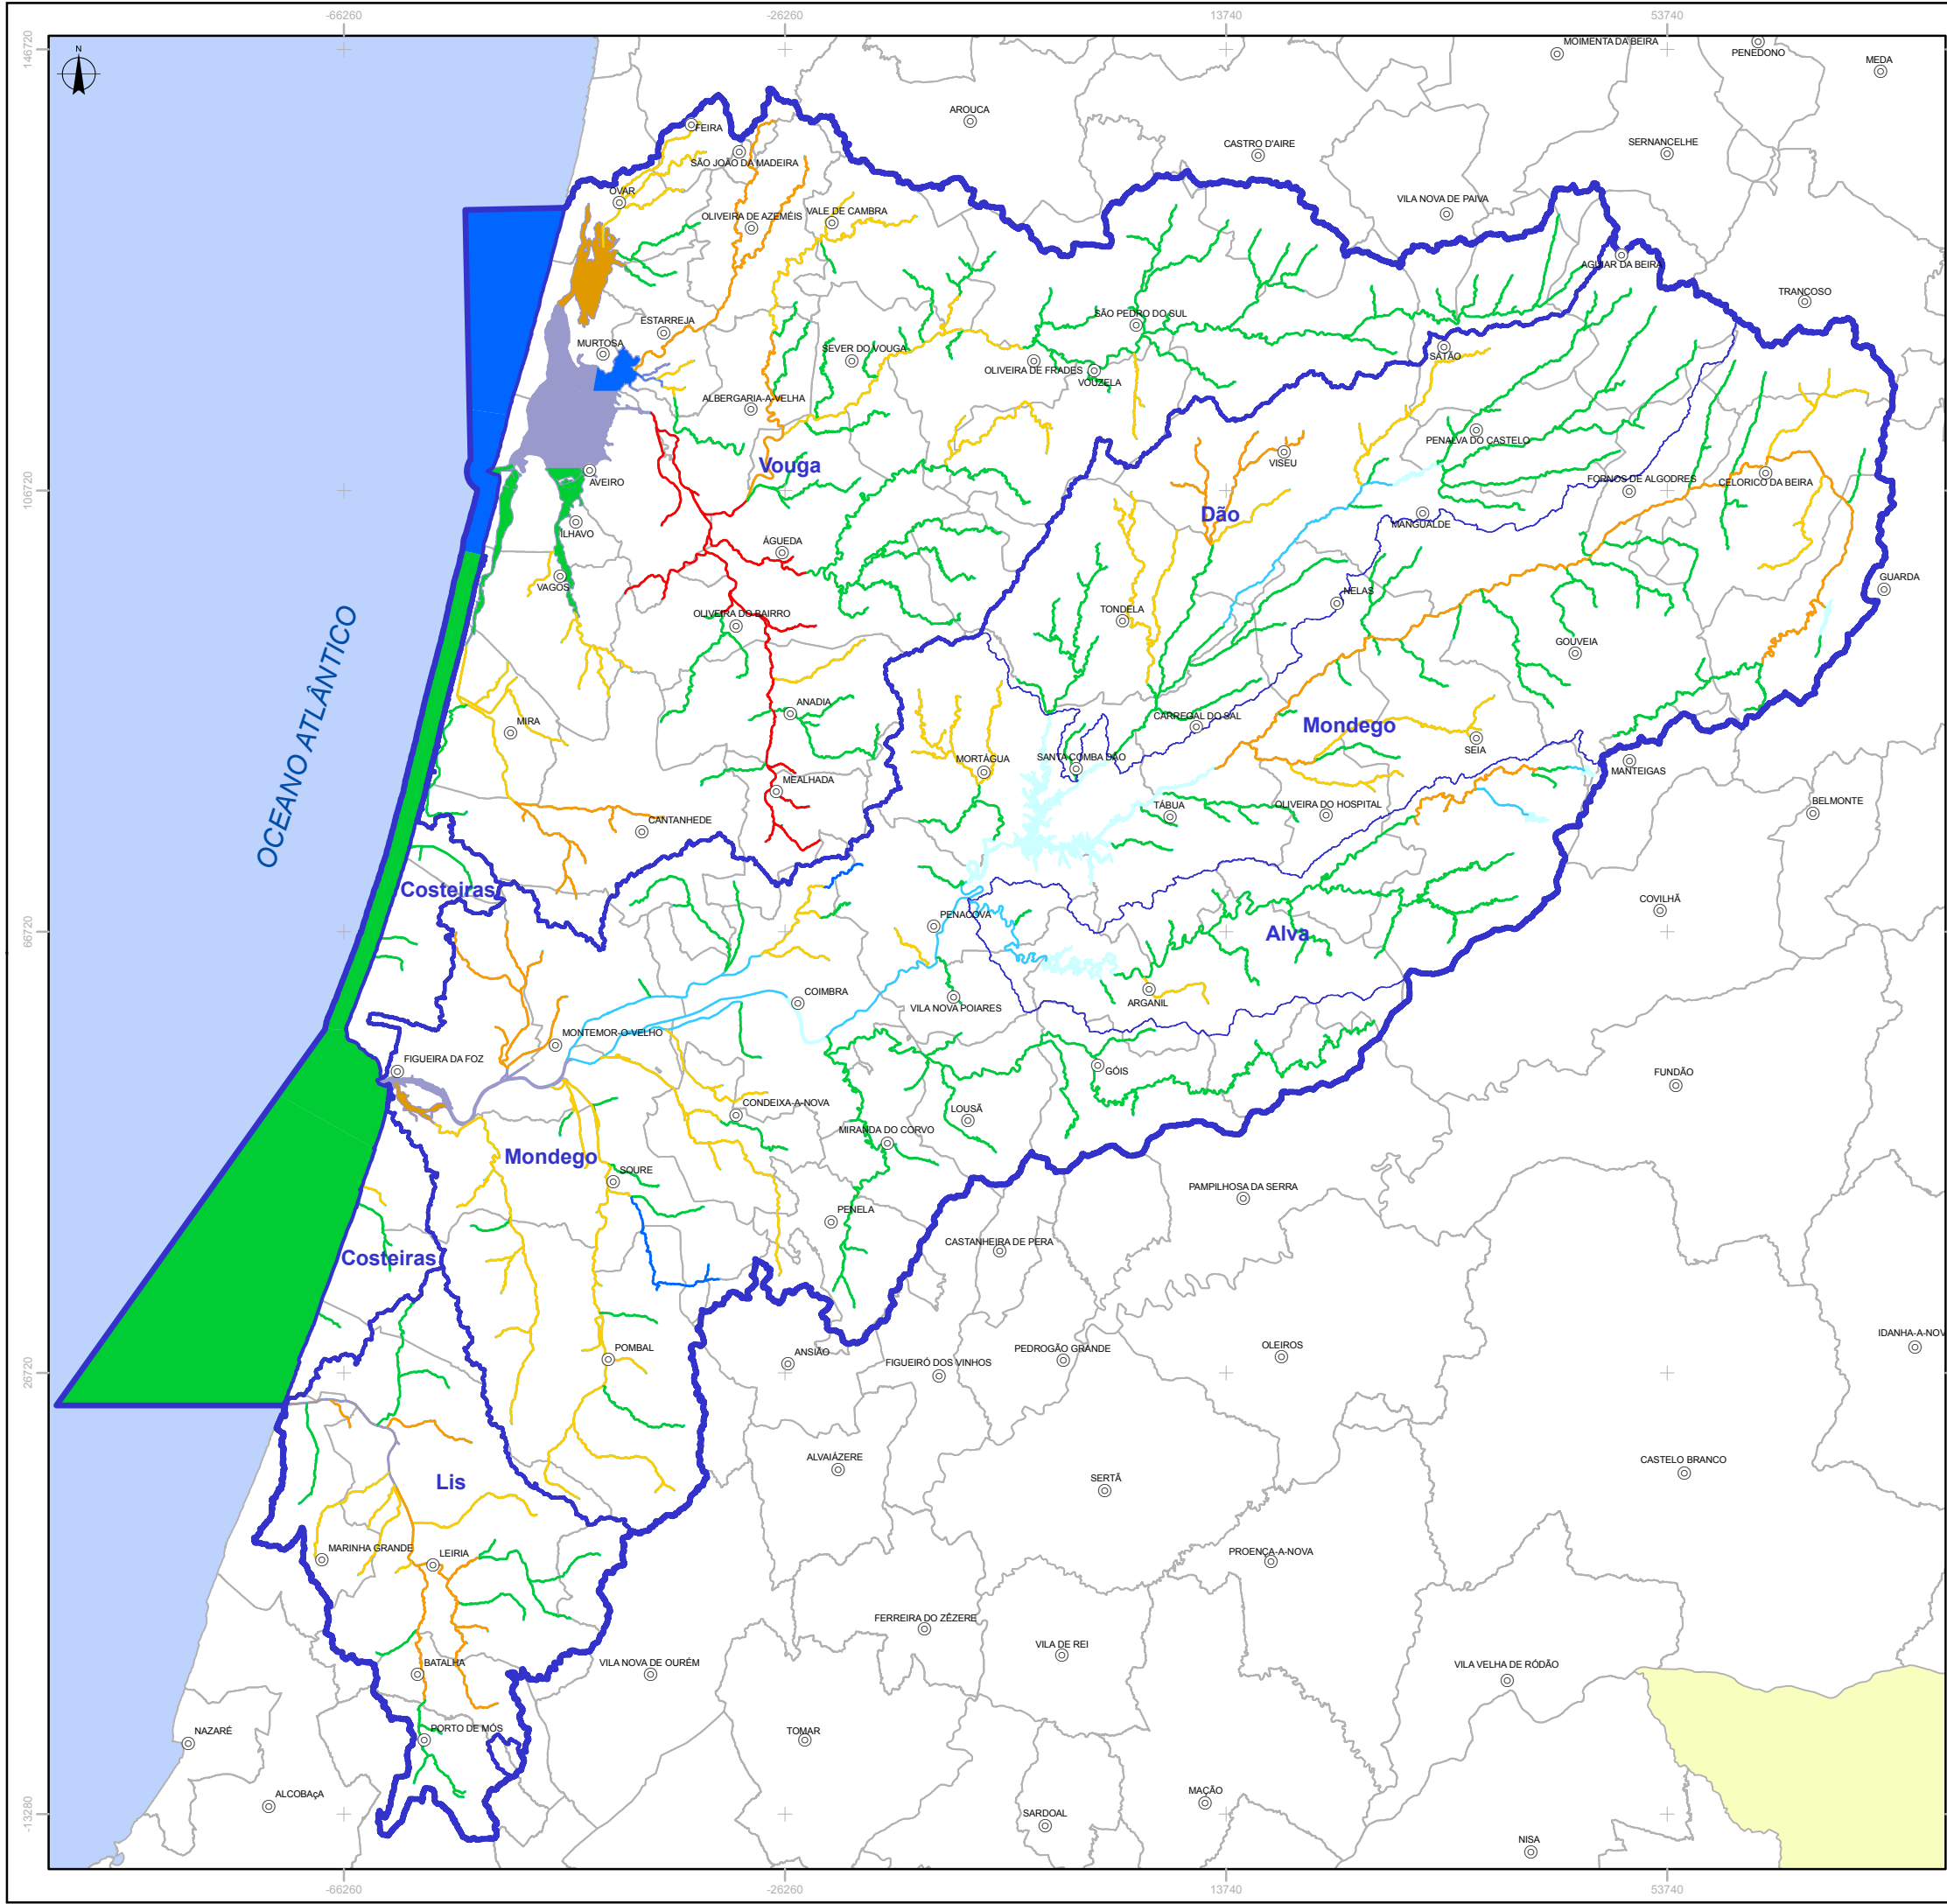 -66260
-26260
13740
53740
146720
106720
66720
26720
-13280
N
MOIMENTA DA BEIRA
PENEDONO
MEDA
AROUCA
FEIRA
SÃO JOÃO DA MADEIRA
CASTRO D'AIRE
SERNANCELHE
OVAR
OLIVEIRA DE AZEMÉIS
VALE DE CAMBRA
VILA NOVA DE PAIVA
AGUIAR DA BEIRA
TRANCOSO
ESTARREJA
MURTOSA
SÃO PEDRO DO SUL
SEVER DO VOUGA
OLIVEIRA DE FRADES
VOUZELA
SATÃO
ALBERGARIA-A-VELHA
PENALVA DO CASTELO
Vouga
VISEU
AVEIRO
FORNOS DE ALGODRES
CELORICO DA BEIRA
Dão
MANGUALDE
ILHAVO
ÁGUEDA
VAGOS
GUARDA
NELAS
TONDELA
OLIVEIRA DO BAIRRO
GOUVEIA
OCEANO ATLÂNTICO
ANADIA
MIRA
CARREGAL DO SAL
Mondego
SEIA
MORTÁGUA
SANTA COMBA DÃO
MANTEIGAS
MEALHADA
TÁBUA
OLIVEIRA DO HOSPITAL
BELMONTE
CANTANHEDE
Costeiras
COVILHÃ
PENACOVA
Alva
COIMBRA
VILA NOVA POIARES
ARGANIL
MONTEMOR-O VELHO
FIGUEIRA DA FOZ
GÓIS
FUNDÃO
CONDEIXA-A-NOVA
LOUSÃ
MIRANDA DO CORVO
Mondego
SOURE
PAMPILHOSA DA SERRA
PENELA
CASTANHEIRA DE PERA
Costeiras
POMBAL
ANSIÃO
FIGUEIRÓ DOS VINHOS
PEDROGÃO GRANDE
OLEIROS
IDANHA-A-NOV
ALVAIÁZERE
SERTÃ
CASTELO BRANCO
Lis
MARINHA GRANDE
LEIRIA
PROENÇA-A-NOVA
FERREIRA DO ZÊZERE
VILA DE REI
BATALHA
VILA NOVA DE OURÉM
VILA VELHA DE RÓDÃO
NAZARÉ
PORTO DE MÓS
TOMAR
ALCOBAçA
MAÇÃO
SARDOAL
NISA
-66260
-26260
13740
53740